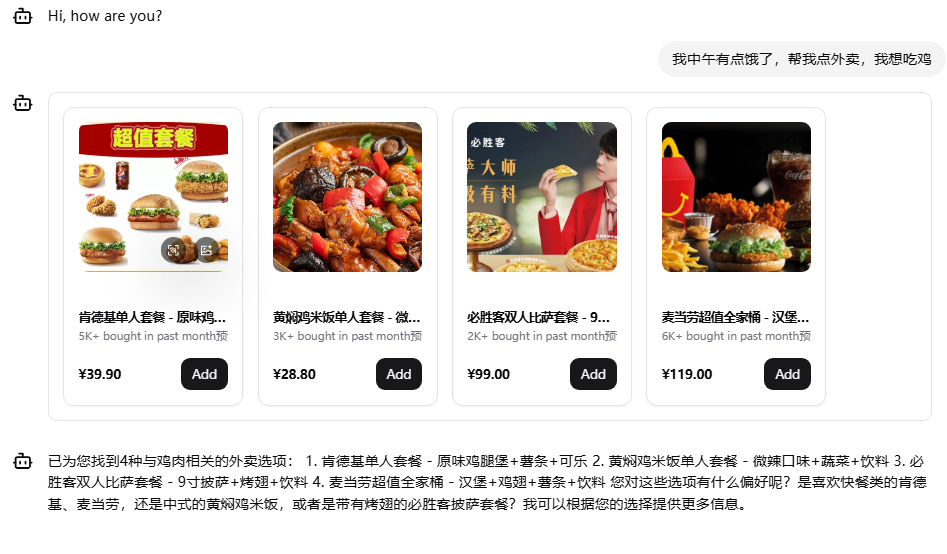 Hi, how are you?
我中午有点饿了，帮我点外卖，我想吃鸡
超值套餐
必胜客
萨大师
级有料
Coca-Cola
肯德基单人套餐 - 原味鸡...
5K+ bought in past month预
¥39.90
Add
黄焖鸡米饭单人套餐 - 微...
3K+ bought in past month预
¥28.80
Add
必胜客双人比萨套餐 - 9...
2K+ bought in past month预
¥99.00
Add
麦当劳超值全家桶 - 汉堡...
6K+ bought in past month预
¥119.00
Add
已为您找到4种与鸡肉相关的外卖选项： 1. 肯德基单人套餐 - 原味鸡腿堡+薯条+可乐 2. 黄焖鸡米饭单人套餐 - 微辣口味+蔬菜+饮料 3. 必
胜客双人比萨套餐 - 9寸披萨+烤翅+饮料 4. 麦当劳超值全家桶 - 汉堡+鸡翅+薯条+饮料 您对这些选项有什么偏好呢？是喜欢快餐类的肯德
基、麦当劳，还是中式的黄焖鸡米饭，或者是带有烤翅的必胜客披萨套餐？我可以根据您的选择提供更多信息。